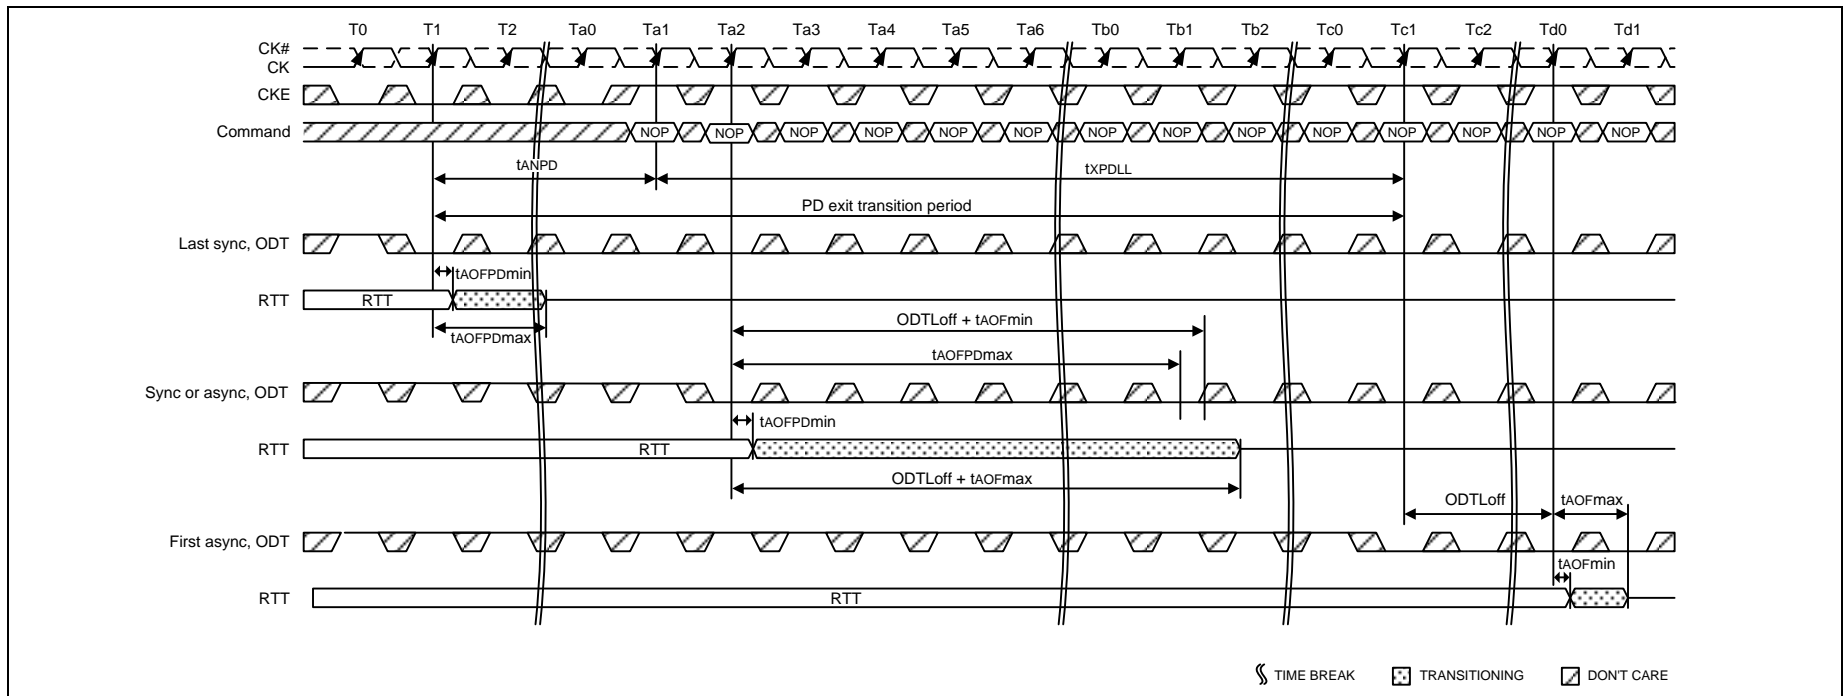 T0 T1 T2 Ta0 Ta1 Ta2 Ta3 Ta4 Ta5 Ta6 Tb0 Tb1 Tb2 Tc0 Tc1 Tc2 Td0 Td1
CK#
CK
CKE
Command NOP NOP NOP NOP NOP NOP NOP NOP NOP NOP NOP NOP NOP NOP
tANPD tXPDLL
PD exit transition period
Last sync, ODT
tAOFPDmin
RTT RTT
tAOFPDmax
ODTLoff + tAOFmin
tAOFPDmax
Sync or async, ODT
tAOFPDmin
RTT RTT
ODTLoff + tAOFmax
ODTLoff tAOFmax
First async, ODT
tAOFmin
RTT RTT
TIME BREAK TRANSITIONING DON'T CARE